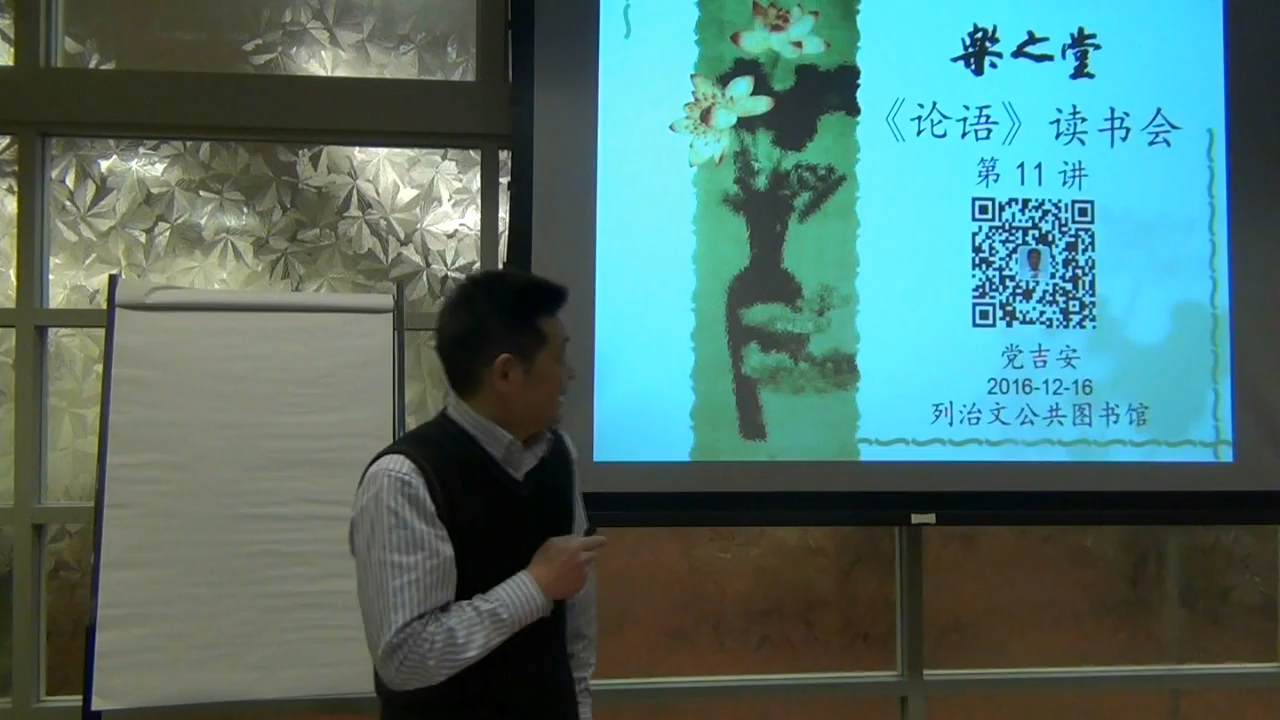 樂之堂
《论语》读书会
第 11 讲
党吉安
2016-12-16
列治文公共图书馆